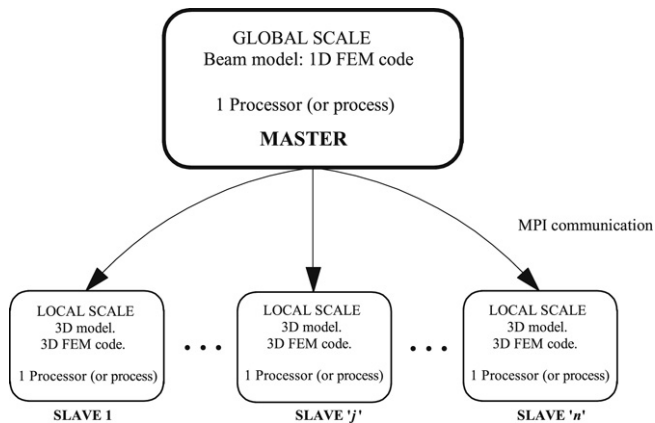 GLOBAL SCALE
Beam model: 1D FEM code
1 Processor (or process)
MASTER
MPI communication
LOCAL SCALE
3D model.
3D FEM code.
1 Processor (or process)
SLAVE 1
• • •
LOCAL SCALE
3D model.
3D FEM code.
1 Processor (or process)
SLAVE 'j'
• • •
LOCAL SCALE
3D model.
3D FEM code.
1 Processor (or process)
SLAVE 'n'